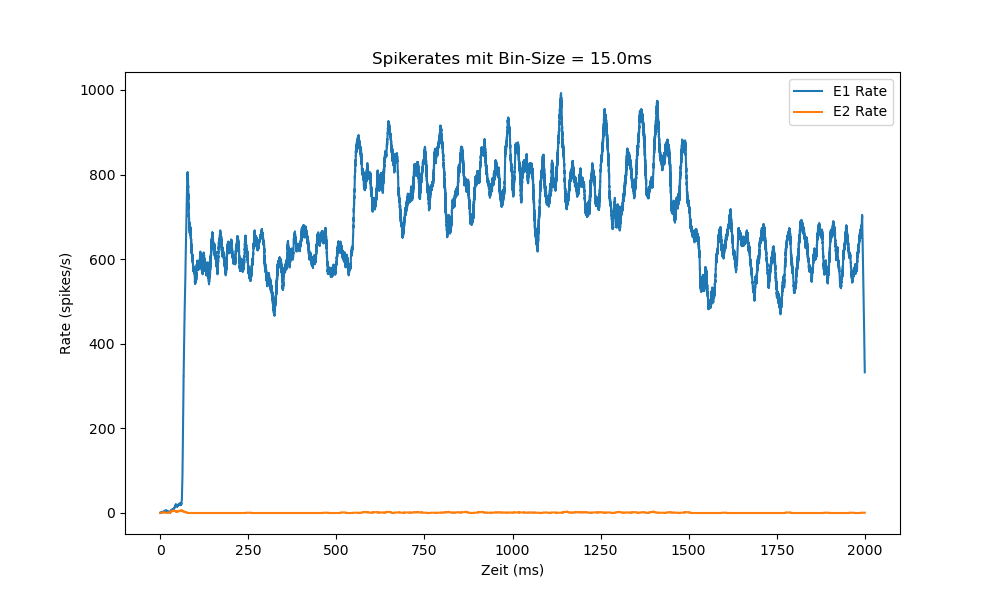 Spikerates mit Bin-Size = 15.0ms
E1 Rate
E2 Rate
1000
800
600
400
200
0
Rate (spikes/s)
0 250 500 750 1000 1250 1500 1750 2000
Zeit (ms)